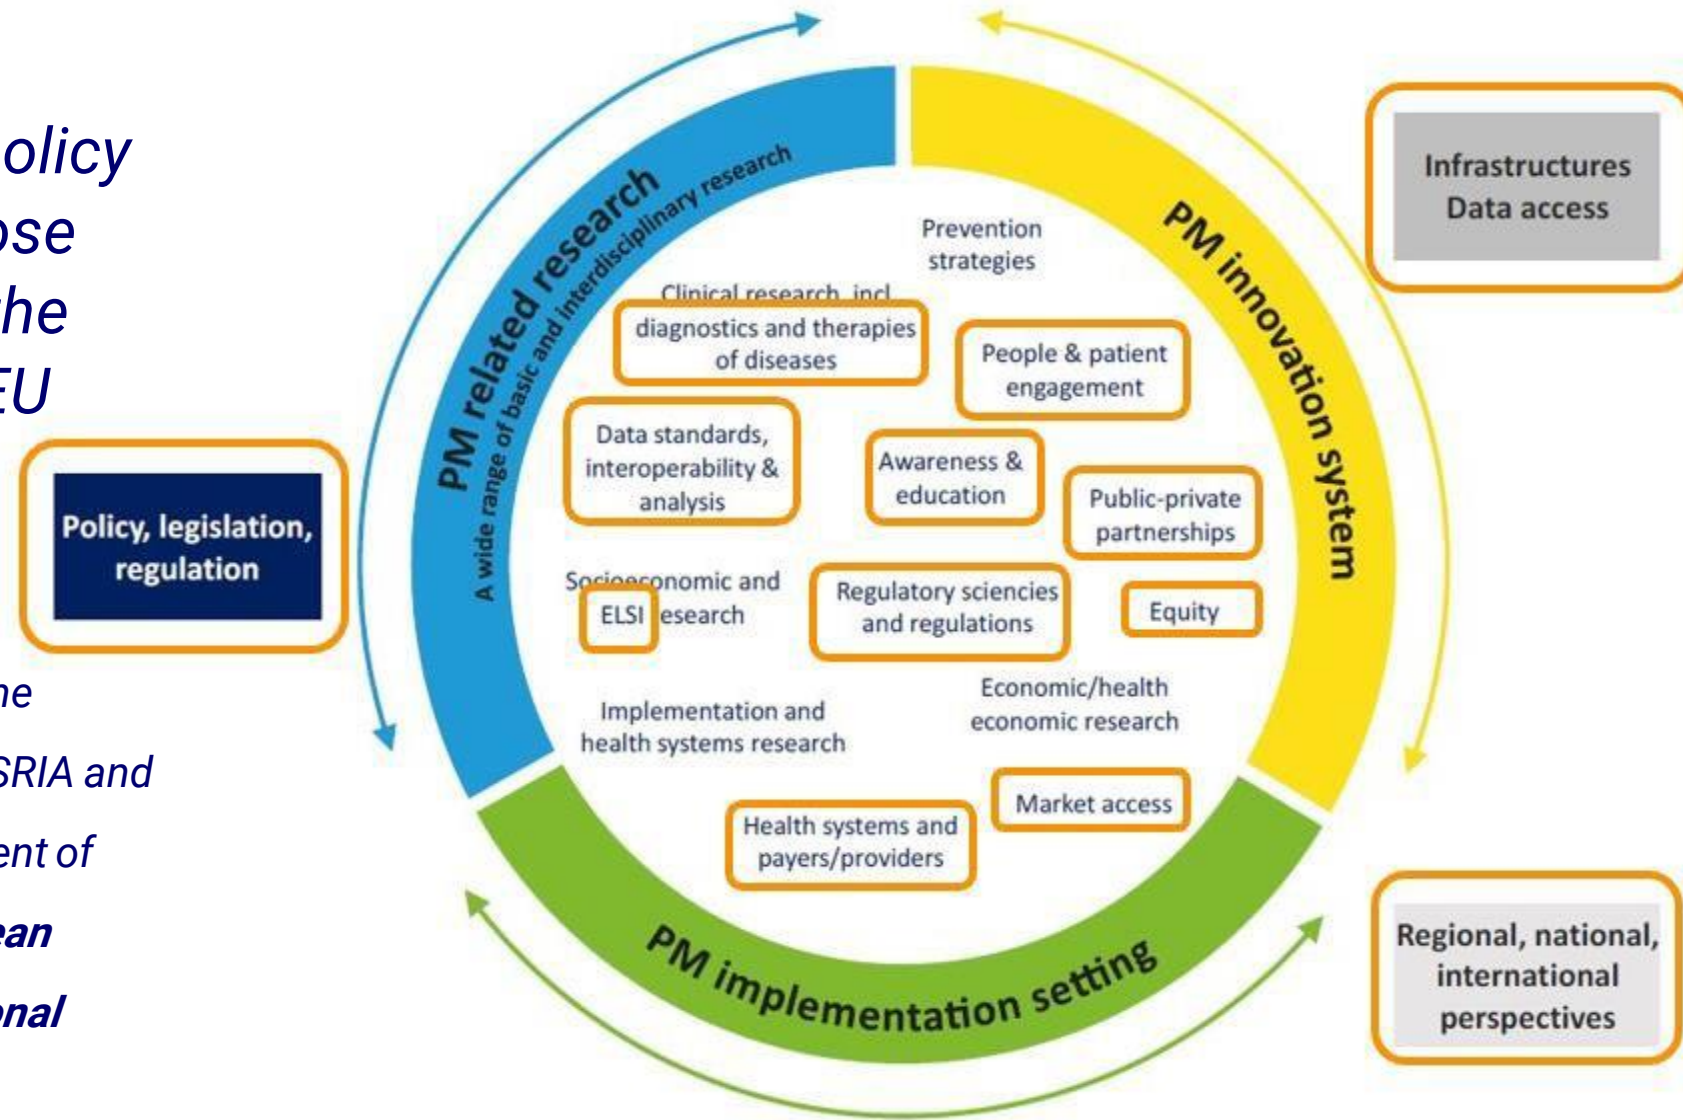 olicy
ose
he
EU
ne
SRIA and
ent of
ean
onal
Policy, legislation,
regulation
PM related research
A wide range of basic and interdisciplinary research
PM innovation system
PM implementation setting
Prevention
strategies
Clinical research, incl
diagnostics and therapies
of diseases
People & patient
engagement
Data standards,
interoperability &
analysis
Awareness &
education
Public-private
partnerships
Socioeconomic and
ELSI esearch
Regulatory sciences
and regulations
Equity
Implementation and
health systems research
Economic/health
economic research
Market access
Health systems and
payers/providers
Infrastructures
Data access
Regional, national,
international
perspectives